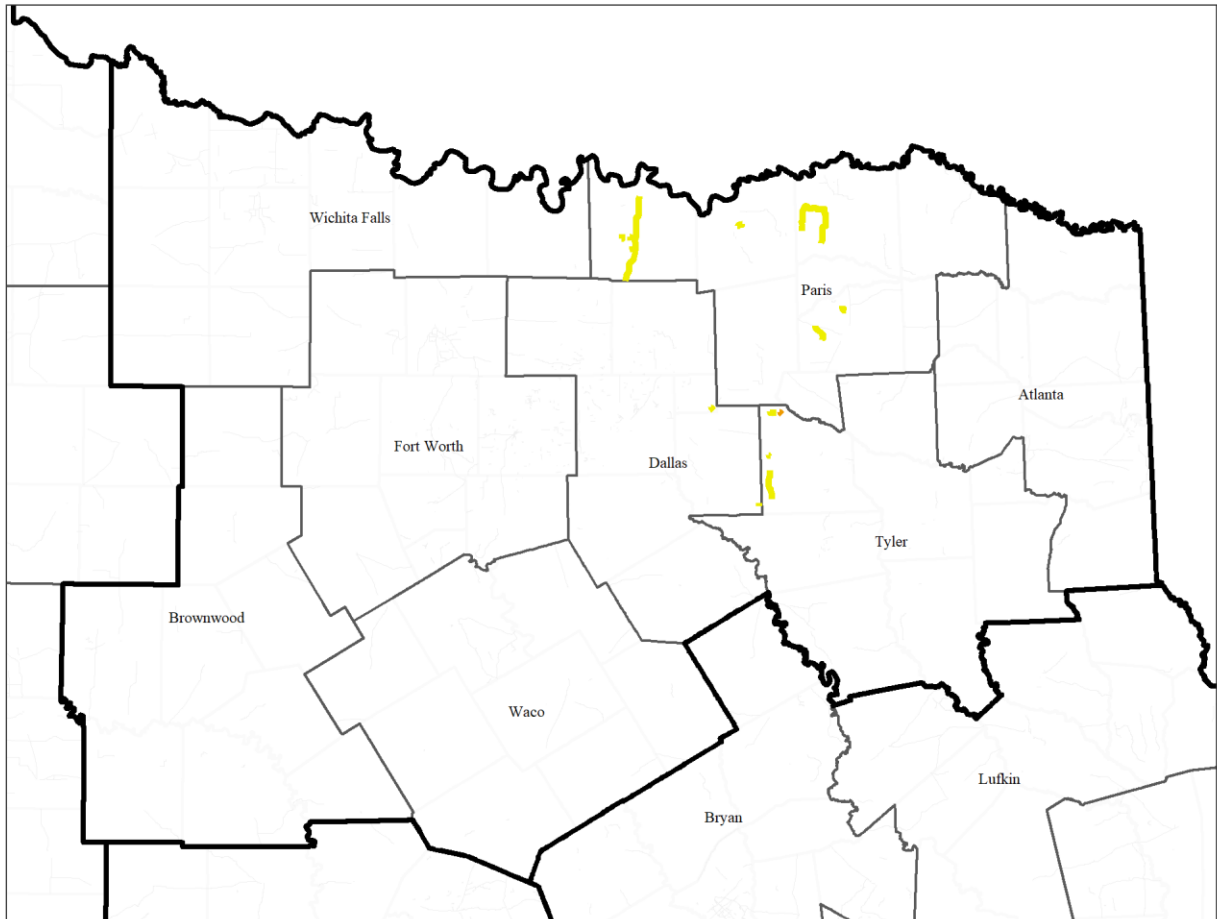 Wichita Falls
Paris
Atlanta
Fort Worth
Dallas
Tyler
Brownwood
Waco
Lufkin
Bryan